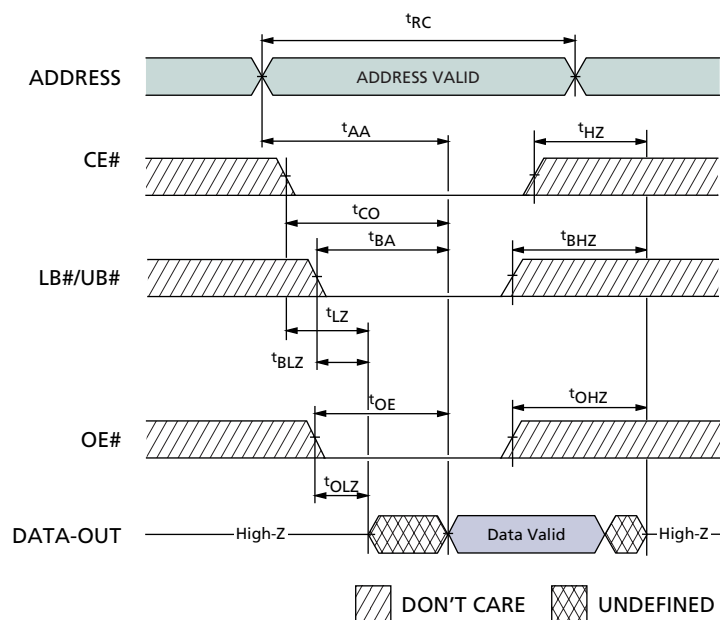 tRC
ADDRESS
ADDRESS VALID
tAA
tHZ
CE#
tCO
tBA
tBHZ
LB#/UB#
tLZ
tBLZ
tOE
tOHZ
OE#
tOLZ
DATA-OUT
High-Z
Data Valid
High-Z
DON'T CARE
UNDEFINED